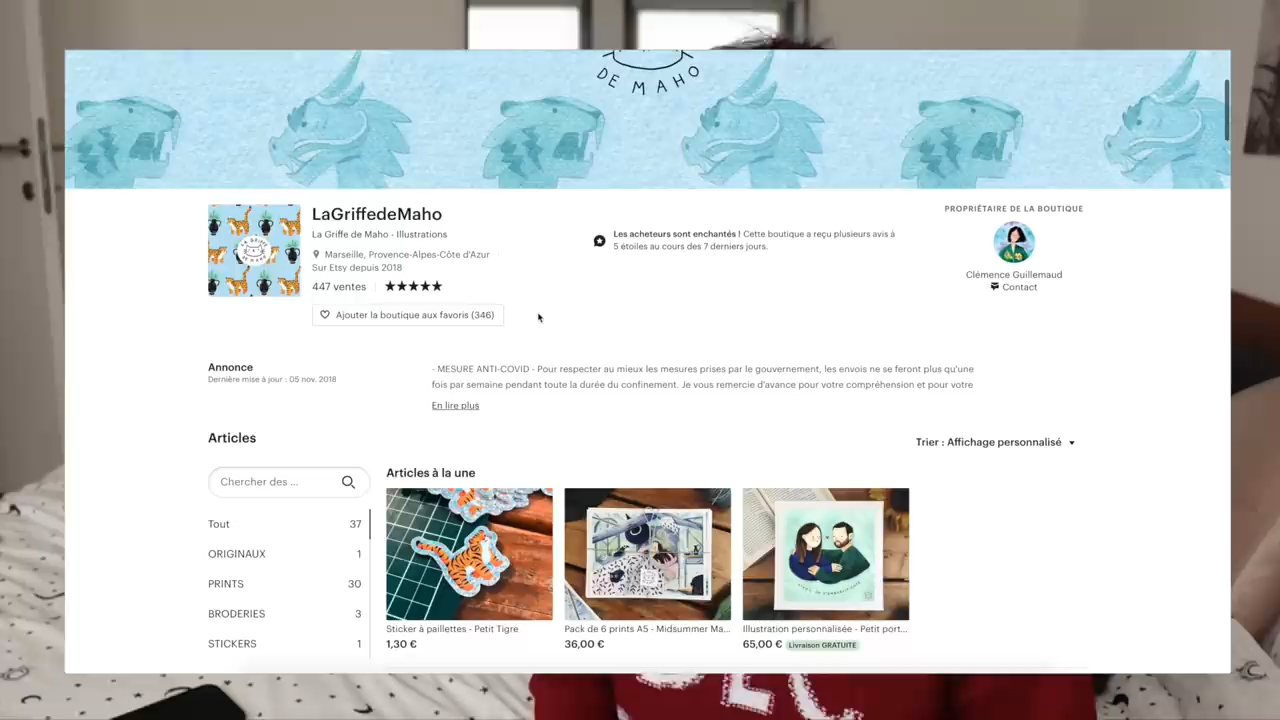 DE MAHO
LaGriffedeMaho
La Griffe de Maho - Illustrations
Marseille, Provence-Alpes-Côte d'Azur
Sur Etsy depuis 2018
447 ventes
Ajouter la boutique aux favoris (346)
Les acheteurs sont enchantés ! Cette boutique a reçu plusieurs avis à
5 étoiles au cours des 7 derniers jours.
PROPRIÉTAIRE DE LA BOUTIQUE
Clémence Guillemaud
Contact
Annonce
Dernière mise à jour : 05 nov. 2018
- MESURE ANTI-COVID - Pour respecter au mieux les mesures prises par le gouvernement, les envois ne se feront plus qu'une
fois par semaine pendant toute la durée du confinement. Je vous remercie d'avance pour votre compréhension et pour votre
En lire plus
Articles
Trier : Affichage personnalisé
Chercher des ...
Tout 37
ORIGINAUX 1
PRINTS 30
BRODERIES 3
STICKERS 1
Articles à la une
Sticker à paillettes - Petit Tigre
1,30 €
Pack de 6 prints A5 - Midsummer Ma...
36,00 €
Illustration personnalisée - Petit port...
65,00 € Livraison GRATUITE